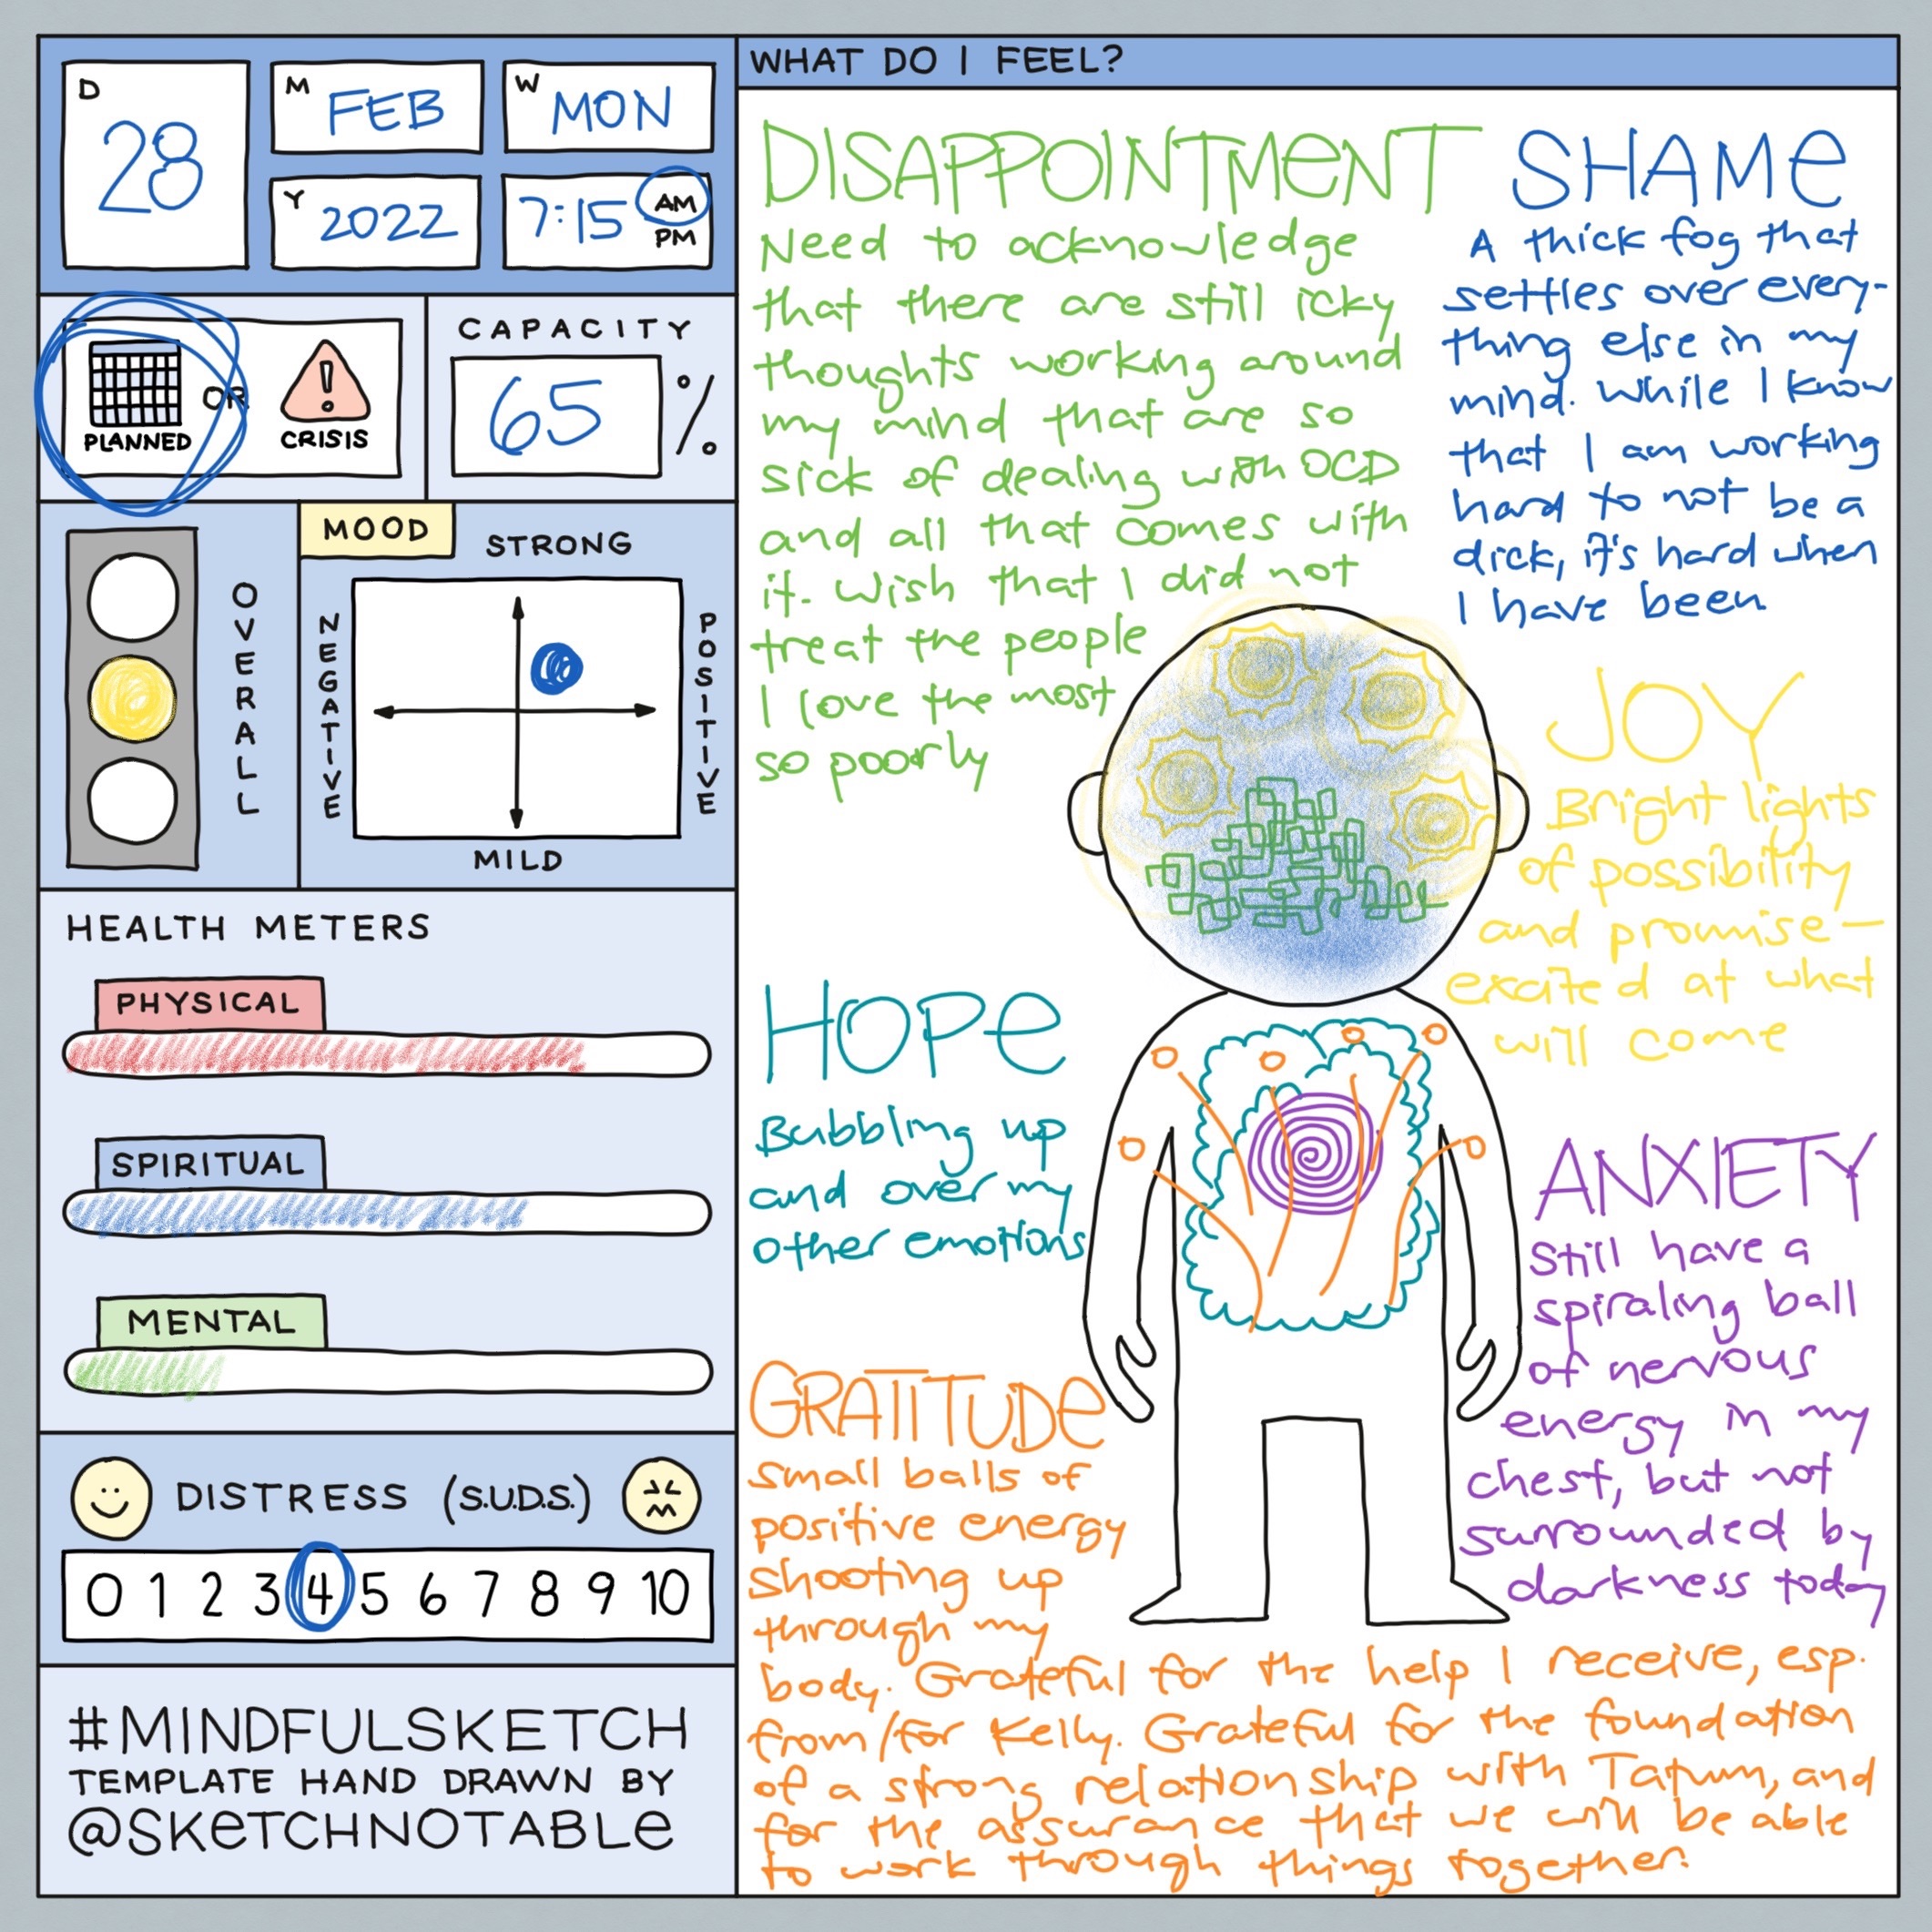 D
28
M
FEB
W
MON
Y
2022
7:15 AM
PM
PLANNED
OR
CRISIS
CAPACITY
65 %
OVERALL
MOOD
STRONG
NEGATIVE
POSITIVE
MILD
HEALTH METERS
PHYSICAL
SPIRITUAL
MENTAL
DISTRESS (S.U.D.S.)
0 1 2 3 4 5 6 7 8 9 10
#MINDFULSKETCH
TEMPLATE HAND DRAWN BY
@SKETCHNOTABLE
WHAT DO I FEEL?
DISAPPOINTMENT
Need to acknowledge
that there are still icky
thoughts working around
my mind that are so
sick of dealing with OCD
and all that comes with
it. Wish that I did not
treat the people
I love the most
so poorly
SHAME
A thick fog that
settles over every-
thing else in my
mind. While I know
that I am working
hard to not be a
dick, it's hard when
I have been
JOY
Bright lights
of possibility
and promise—
excited at what
will come
HOPE
Bubbling up
and over my
other emotions
ANXIETY
Still have a
spiraling ball
of nervous
energy in my
chest, but not
surrounded by
darkness today
GRATITUDE
Small balls of
positive energy
shooting up
through my
body. Grateful for the help I receive, esp.
from/for Kelly. Grateful for the foundation
of a strong relationship with Tatum, and
for the assurance that we will be able
to work through things together.